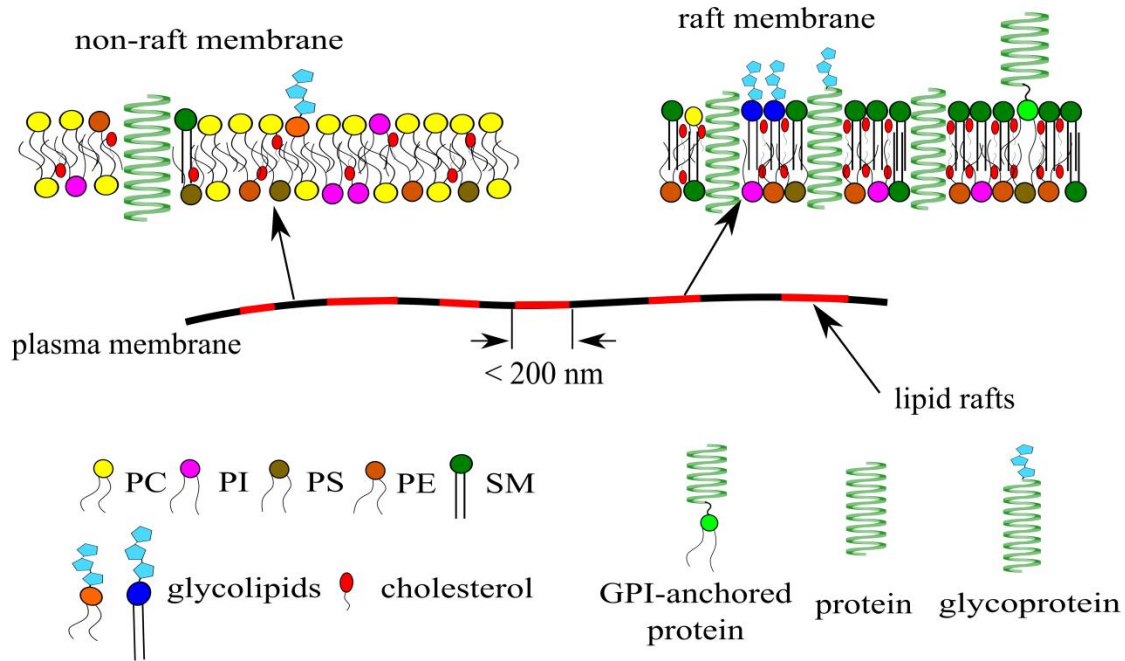 non-raft membrane
raft membrane
plasma membrane
< 200 nm
lipid rafts
PC
PI
PS
PE
SM
glycolipids
cholesterol
GPI-anchored
protein
protein
glycoprotein